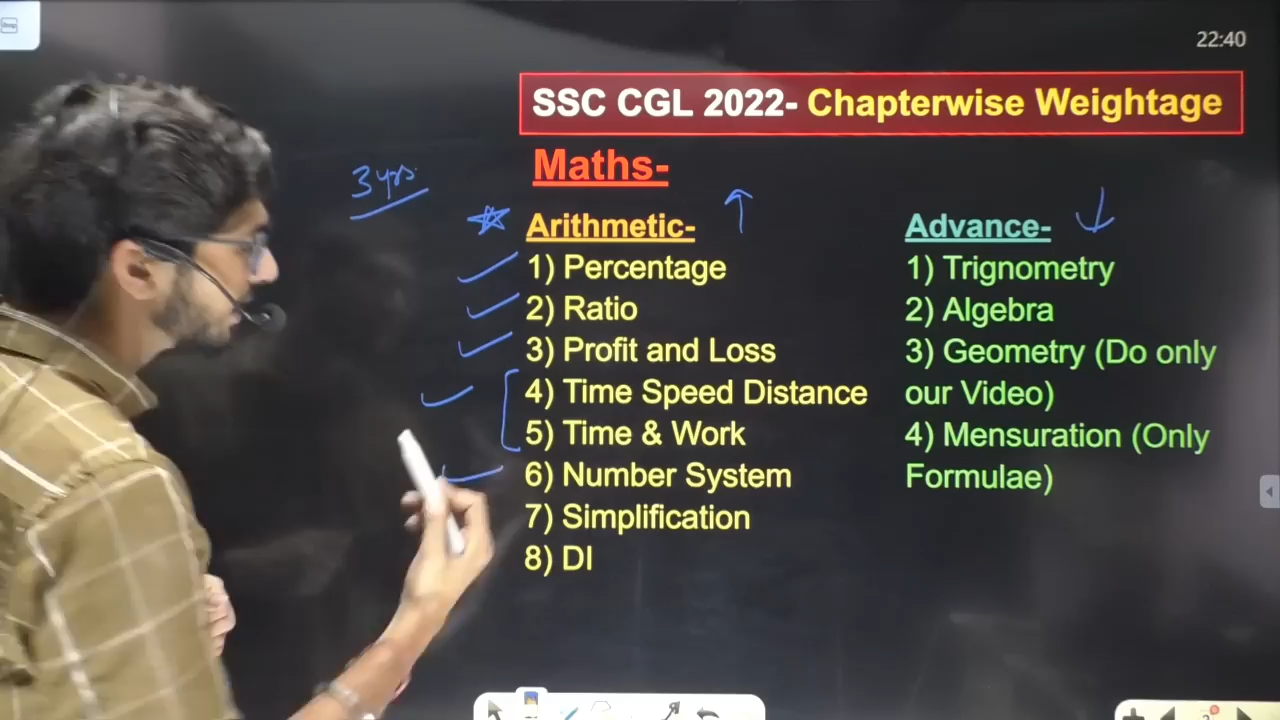 22:40
SSC CGL 2022- Chapterwise Weightage
Maths-
3 yrs.
Arithmetic-
1) Percentage
2) Ratio
3) Profit and Loss
4) Time Speed Distance
5) Time & Work
6) Number System
7) Simplification
8) DI
Advance-
1) Trignometry
2) Algebra
3) Geometry (Do only
our Video)
4) Mensuration (Only
Formulae)